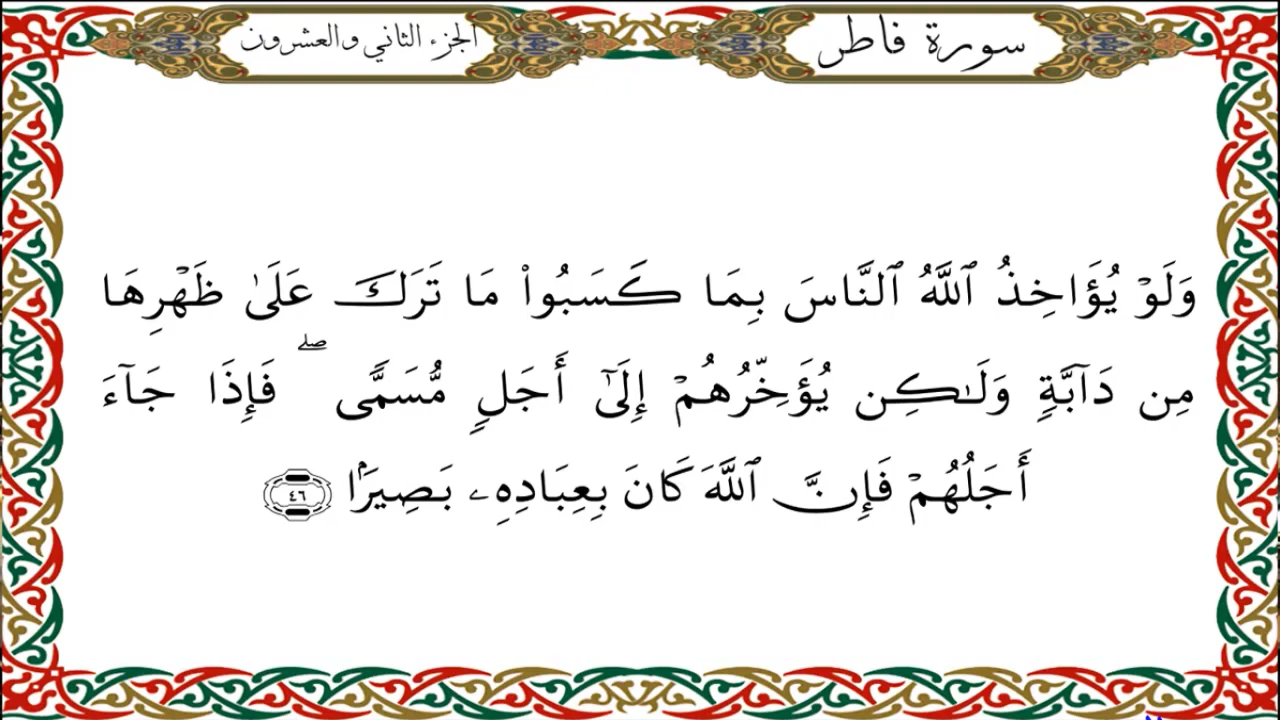 سورة فاطر
الجزء الثاني والعشرون
وَلَوۡ يُؤَاخِذُ ٱللَّهُ ٱلنَّاسَ بِمَا كَسَبُواْ مَا تَرَكَ عَلَىٰ ظَهۡرِهَا
مِن دَآبَّةٖ وَلَٰكِن يُؤَخِّرُهُمۡ إِلَىٰٓ أَجَلٖ مُّسَمّٗىۖ فَإِذَا جَآءَ
أَجَلُهُمۡ فَإِنَّ ٱللَّهَ كَانَ بِعِبَادِهِۦ بَصِيرَۢا ٤٦